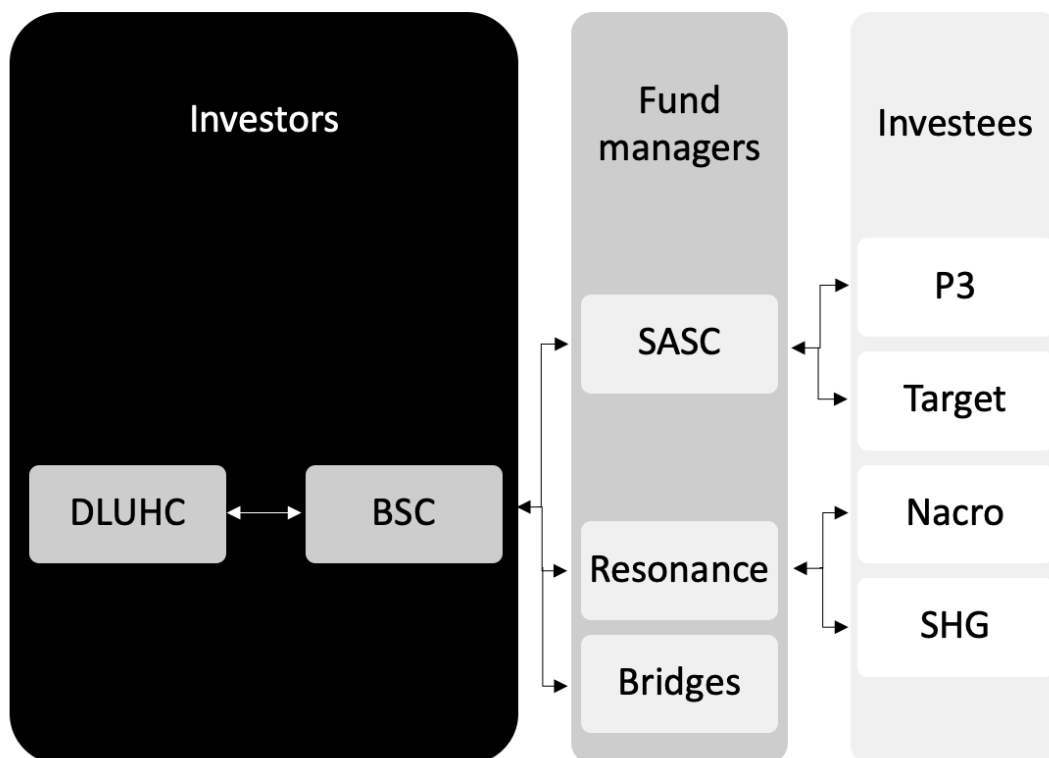 Investors
DLUHC
BSC
Fund
managers
SASC
Resonance
Bridges
Investees
P3
Target
Nacro
SHG